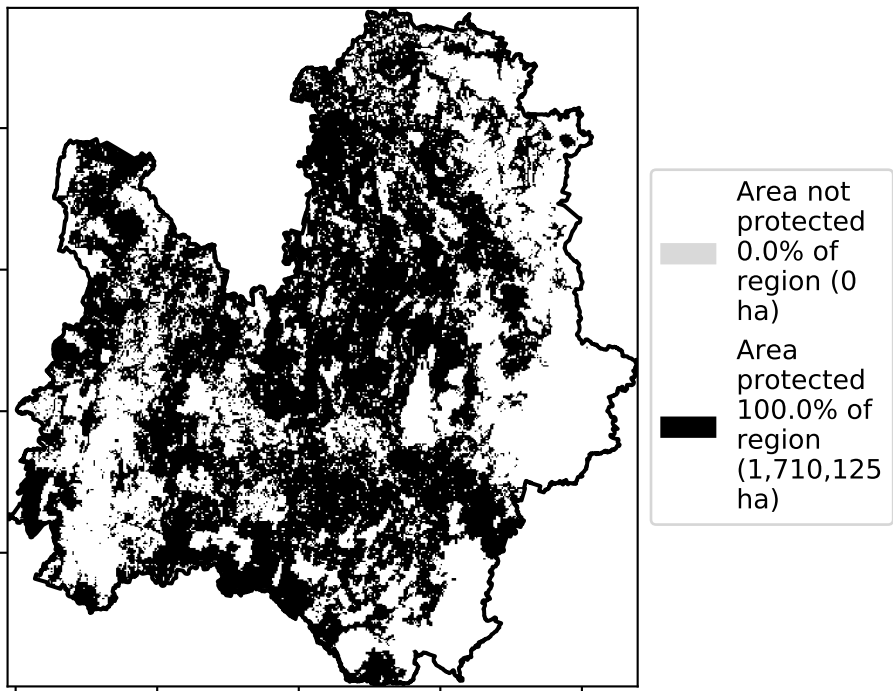 Area not
protected
0.0% of
region (0
ha)
Area
protected
100.0% of
region
(1,710,125
ha)